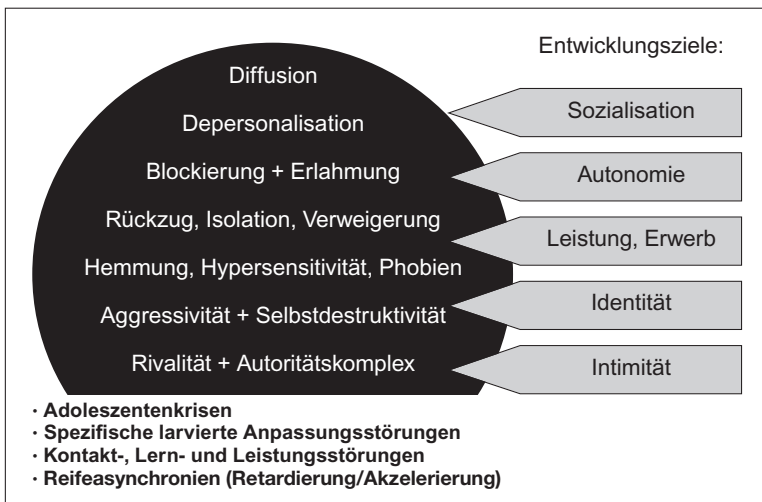 Entwicklungsziele:
Diffusion
Depersonalisation
Blockierung + Erlahmung
Rückzug, Isolation, Verweigerung
Hemmung, Hypersensitivität, Phobien
Aggressivität + Selbstdestruktivität
Rivalität + Autoritätskomplex
Sozialisation
Autonomie
Leistung, Erwerb
Identität
Intimität
· Adoleszentenkrisen
· Spezifische larvierte Anpassungsstörungen
· Kontakt-, Lern- und Leistungsstörungen
· Reifeasynchronien (Retardierung/Akzelerierung)